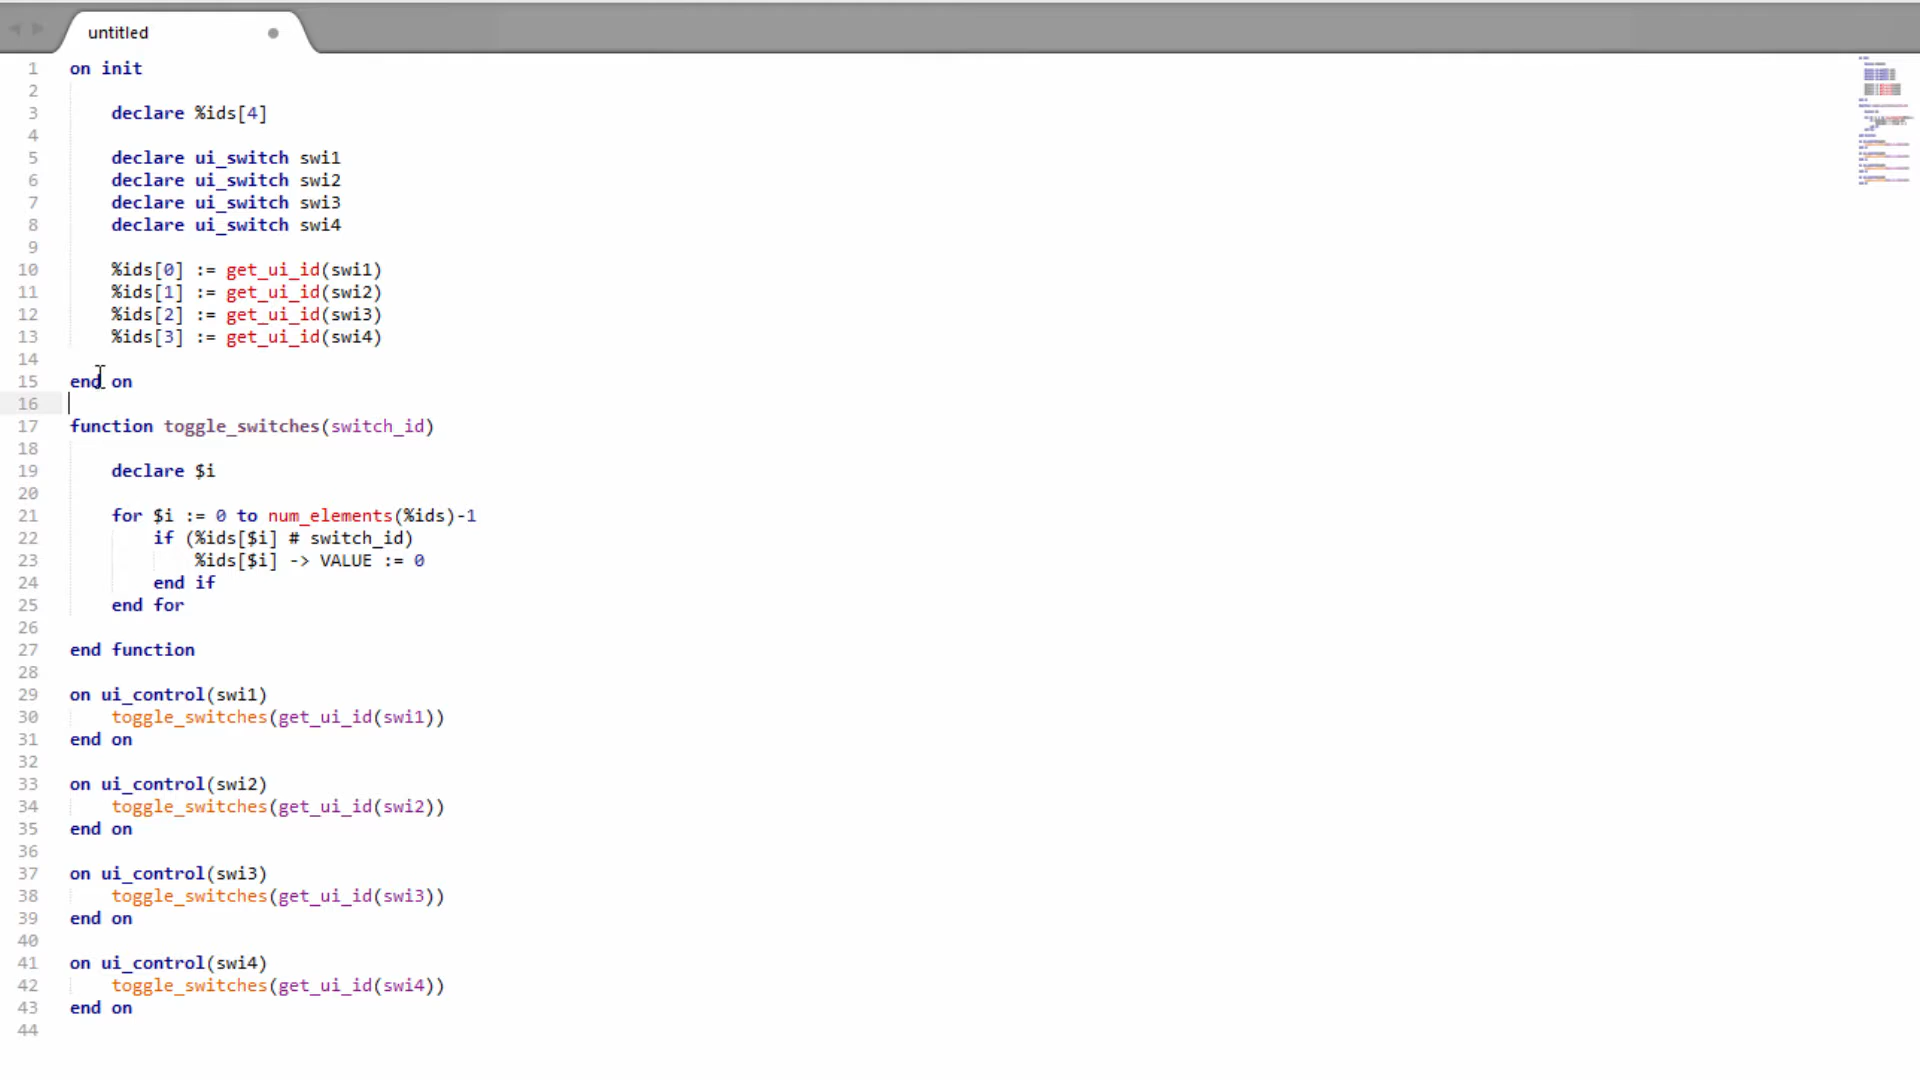 untitled
1 on init
2
3 declare %ids[4]
4
5 declare ui_switch swi1
6 declare ui_switch swi2
7 declare ui_switch swi3
8 declare ui_switch swi4
9
10 %ids[0] := get_ui_id(swi1)
11 %ids[1] := get_ui_id(swi2)
12 %ids[2] := get_ui_id(swi3)
13 %ids[3] := get_ui_id(swi4)
14
15 end on
16
17 function toggle_switches(switch_id)
18
19 declare $i
20
21 for $i := 0 to num_elements(%ids)-1
22 if (%ids[$i] # switch_id)
23 %ids[$i] -> VALUE := 0
24 end if
25 end for
26
27 end function
28
29 on ui_control(swi1)
30 toggle_switches(get_ui_id(swi1))
31 end on
32
33 on ui_control(swi2)
34 toggle_switches(get_ui_id(swi2))
35 end on
36
37 on ui_control(swi3)
38 toggle_switches(get_ui_id(swi3))
39 end on
40
41 on ui_control(swi4)
42 toggle_switches(get_ui_id(swi4))
43 end on
44